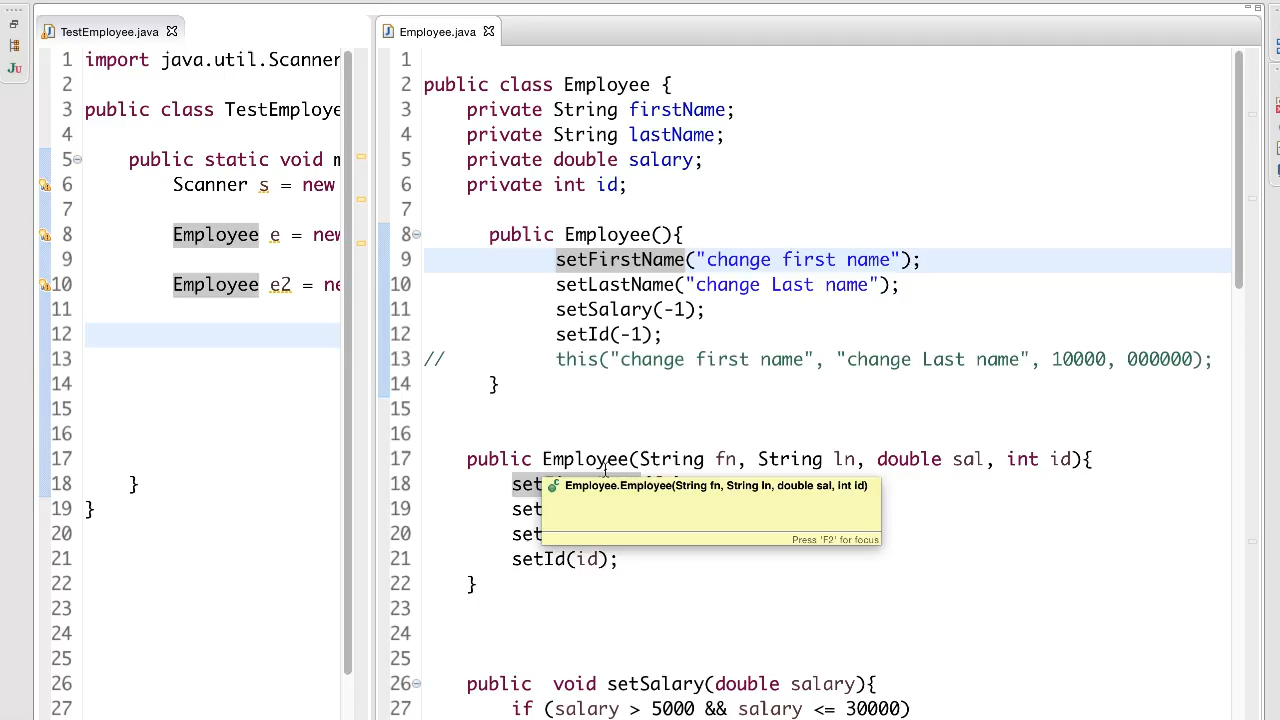 TestEmployee.java
1 import java.util.Scanner
2
3 public class TestEmploye
4
5 public static void m
6 Scanner s = new
7
8 Employee e = new
9
10 Employee e2 = ne
11
12
13
14
15
16
17
18 }
19 }
20
21
22
23
24
25
26
27
Employee.java
1
2 public class Employee {
3 private String firstName;
4 private String lastName;
5 private double salary;
6 private int id;
7
8 public Employee(){
9 setFirstName("change first name");
10 setLastName("change Last name");
11 setSalary(-1);
12 setId(-1);
13 // this("change first name", "change Last name", 10000, 000000);
14 }
15
16
17 public Employee(String fn, String ln, double sal, int id){
18 set
Employee.Employee(String fn, String ln, double sal, int id)
19 set
20 set
Press 'F2' for focus
21 setId(id);
22 }
23
24
25
26 public void setSalary(double salary){
27 if (salary > 5000 && salary <= 30000)